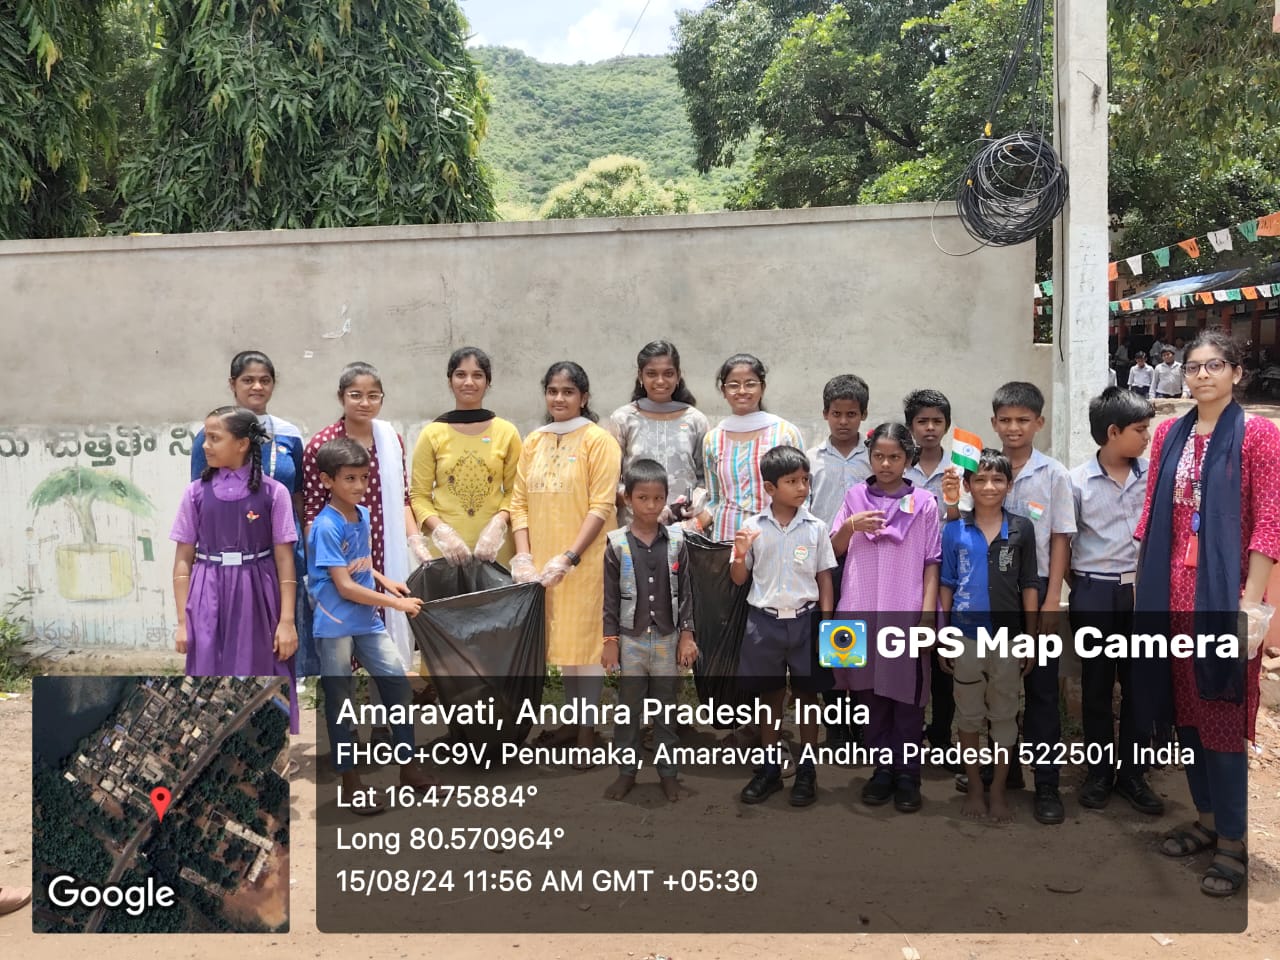 చెత్తతో ని
GPS Map Camera
Amaravati, Andhra Pradesh, India
FHGC+C9V, Penumaka, Amaravati, Andhra Pradesh 522501, India
Lat 16.475884°
Long 80.570964°
15/08/24 11:56 AM GMT +05:30
Google